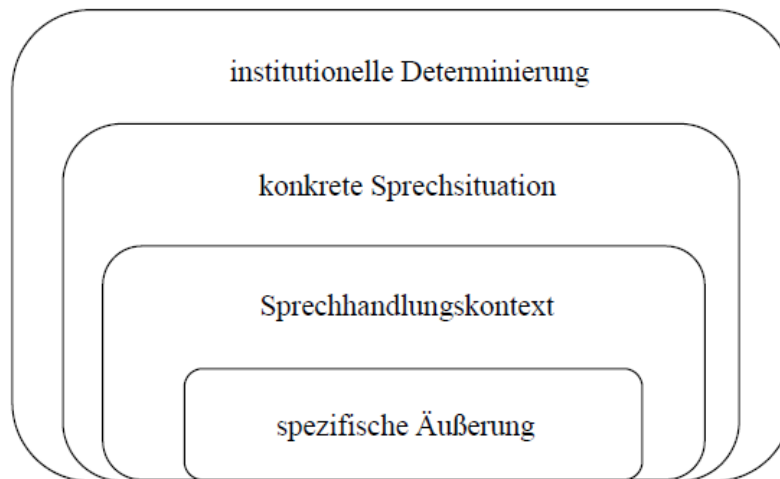 institutionelle Determinierung
konkrete Sprechsituation
Sprechhandlungskontext
spezifische Äußerung